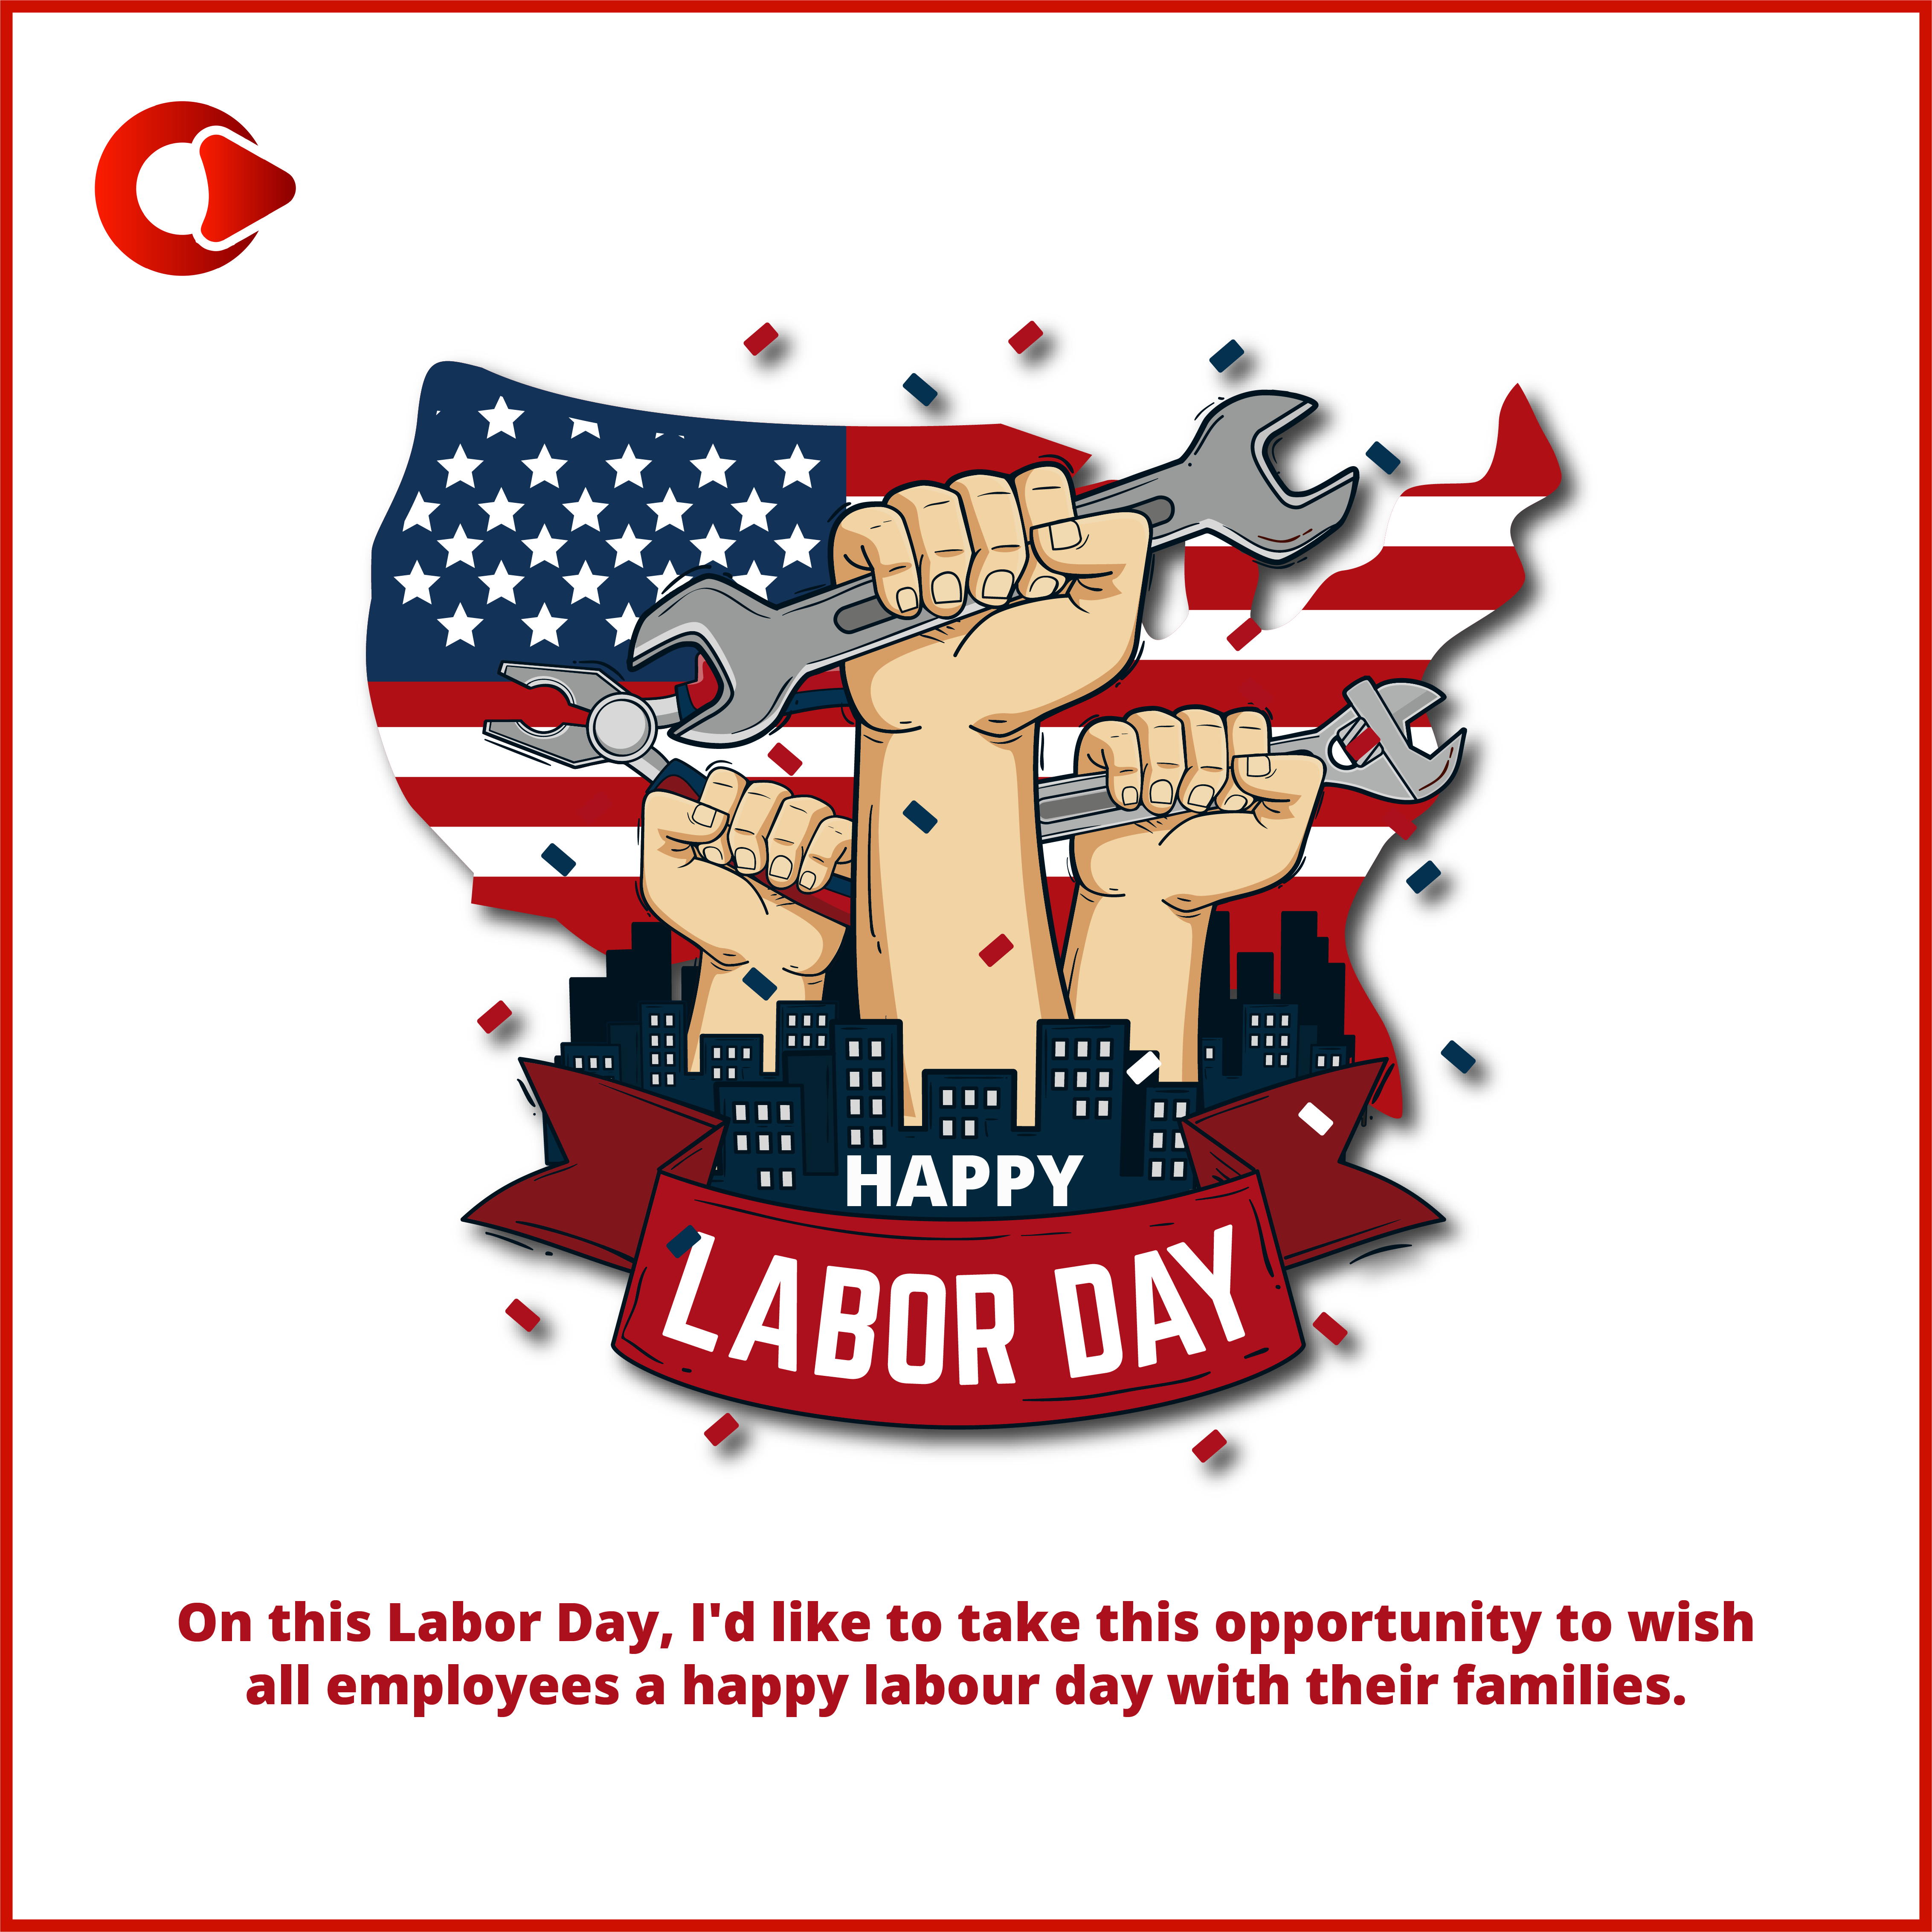 HAPPY
LABOR DAY
On this Labor Day, I'd like to take this opportunity to wish
all employees a happy labour day with their families.